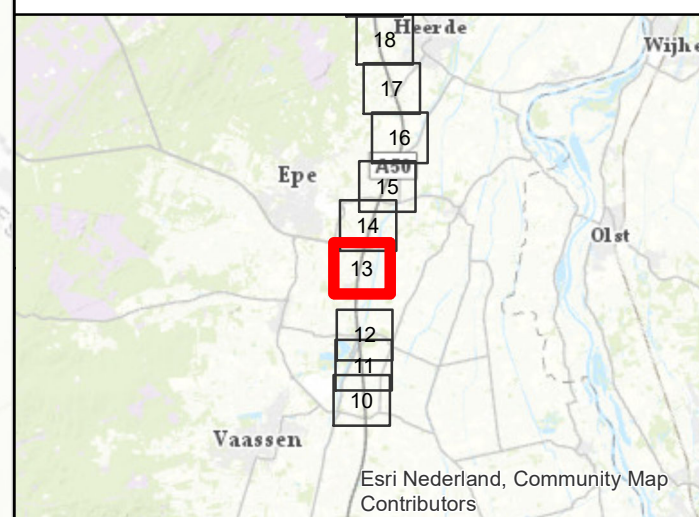 Heerde
18
Wijhe
17
16
A50
Epe
15
14
Olst
13
12
11
10
Vaassen
Esri Nederland, Community Map
Contributors